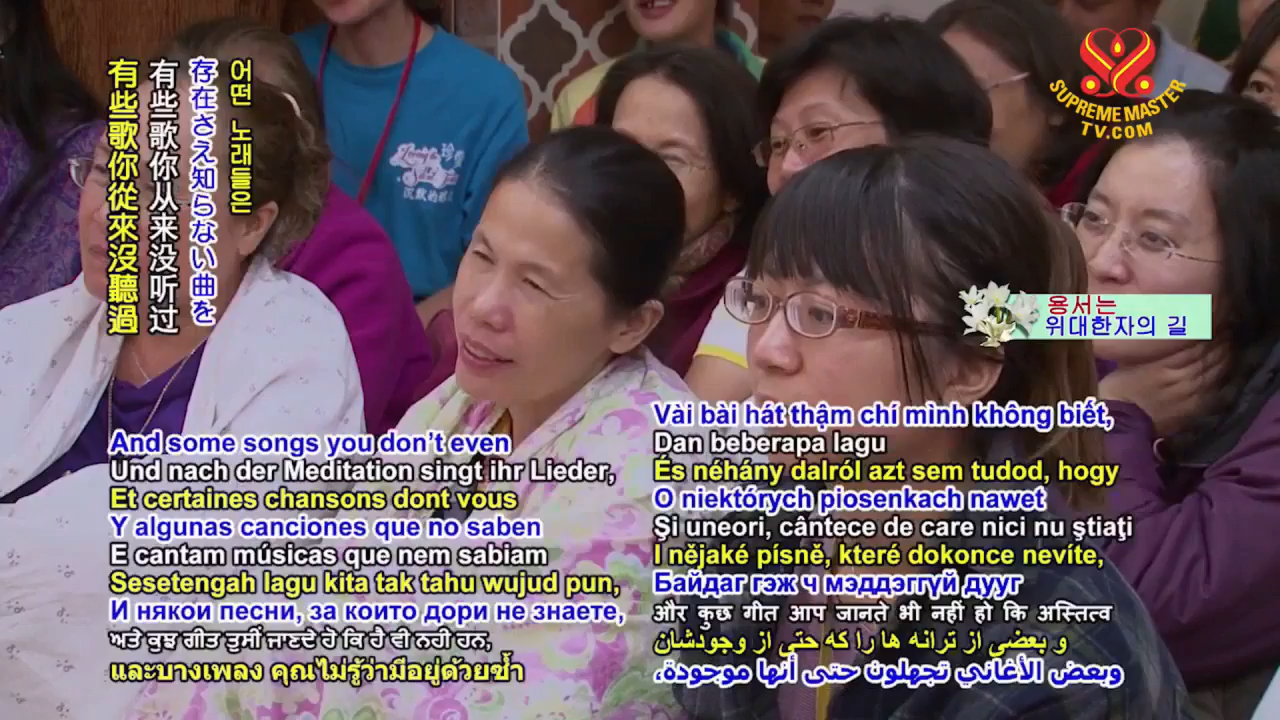 어떤 노래들은
存在さえ知らない曲を
有些歌你从来没听过
有些歌你從來沒聽過
SUPREME MASTER
TV.COM
珍愛
용서는
위대한자의 길
And some songs you don’t even
Und nach der Meditation singt ihr Lieder,
Et certaines chansons dont vous
Y algunas canciones que no saben
E cantam músicas que nem sabiam
Sesetengah lagu kita tak tahu wujud pun,
И някои песни, за които дори не знаете,
ਅਤੇ ਕੁਝ ਗੀਤ ਤੁਸੀਂ ਜਾਣਦੇ ਹੋ ਕਿ ਹੈ ਵੀ ਨਹੀ ਹਨ,
และบางเพลง คุณไม่รู้ว่ามีอยู่ด้วยซ้ำ
Vài bài hát thậm chí mình không biết,
Dan beberapa lagu
És néhány dalról azt sem tudod, hogy
O niektórych piosenkach nawet
Şi uneori, cântece de care nici nu ştiaţi
I nějaké písně, které dokonce nevíte,
Байдаг гэж ч мэддэггүй дууг
और कुछ गीत आप जानते भी नहीं हो कि अस्तित्व
و بعضی از ترانه ها را که حتی از وجودشان
وبعض الأغاني تجهلون حتى أنها موجودة،